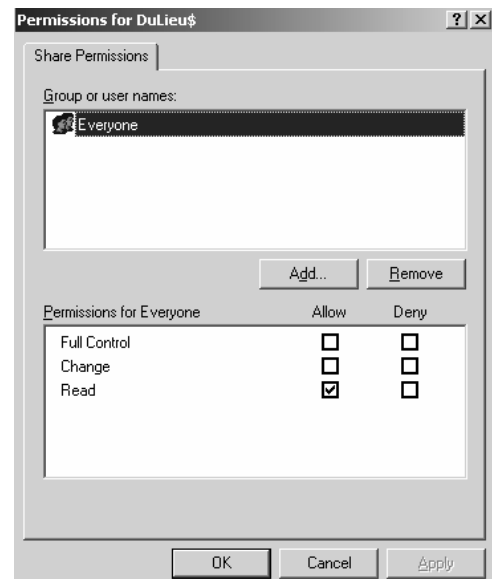 Permissions for DuLieu$
Share Permissions
Group or user names:
Everyone
Add... Remove
Permissions for Everyone Allow Deny
Full Control
Change
Read
OK Cancel Apply